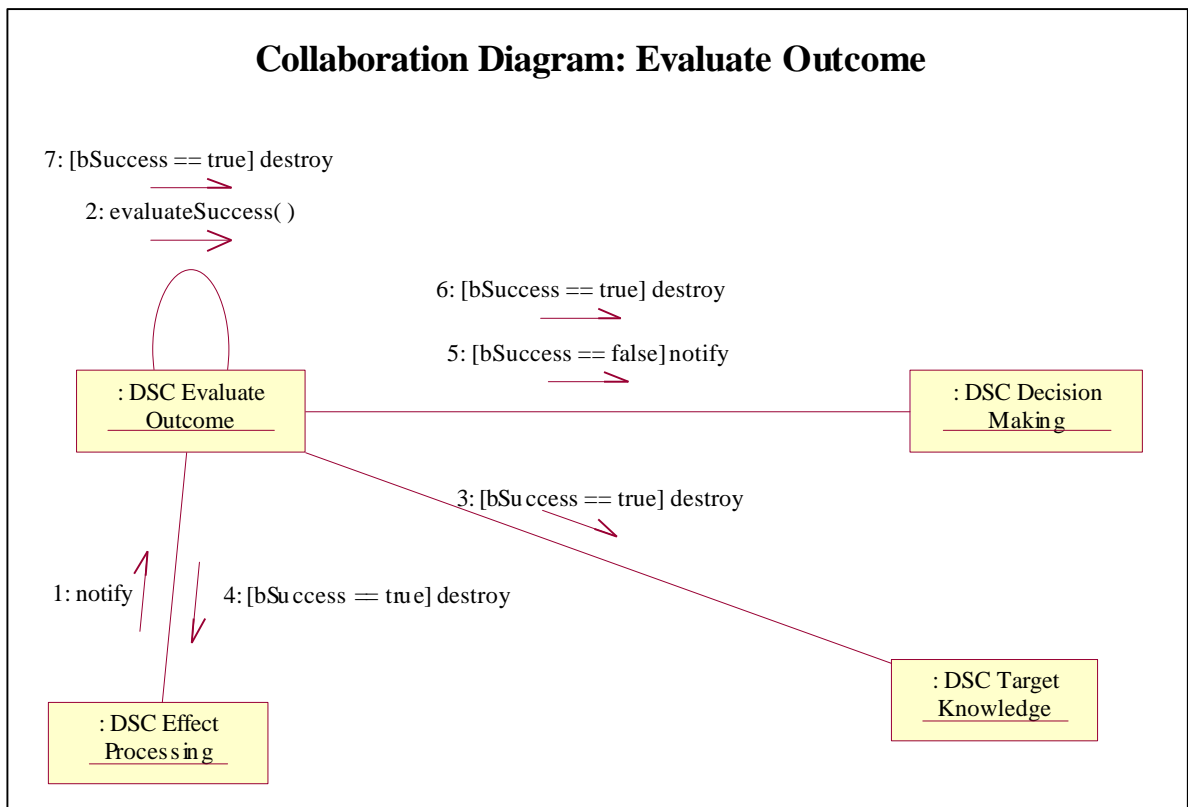 Collaboration Diagram: Evaluate Outcome
7: [bSuccess == true] destroy
2: evaluateSuccess( )
6: [bSuccess == true] destroy
5: [bSuccess == false] notify
: DSC Evaluate
Outcome
: DSC Decision
Making
3: [bSuccess == true] destroy
1: notify
4: [bSuccess == true] destroy
: DSC Target
Knowledge
: DSC Effect
Processing